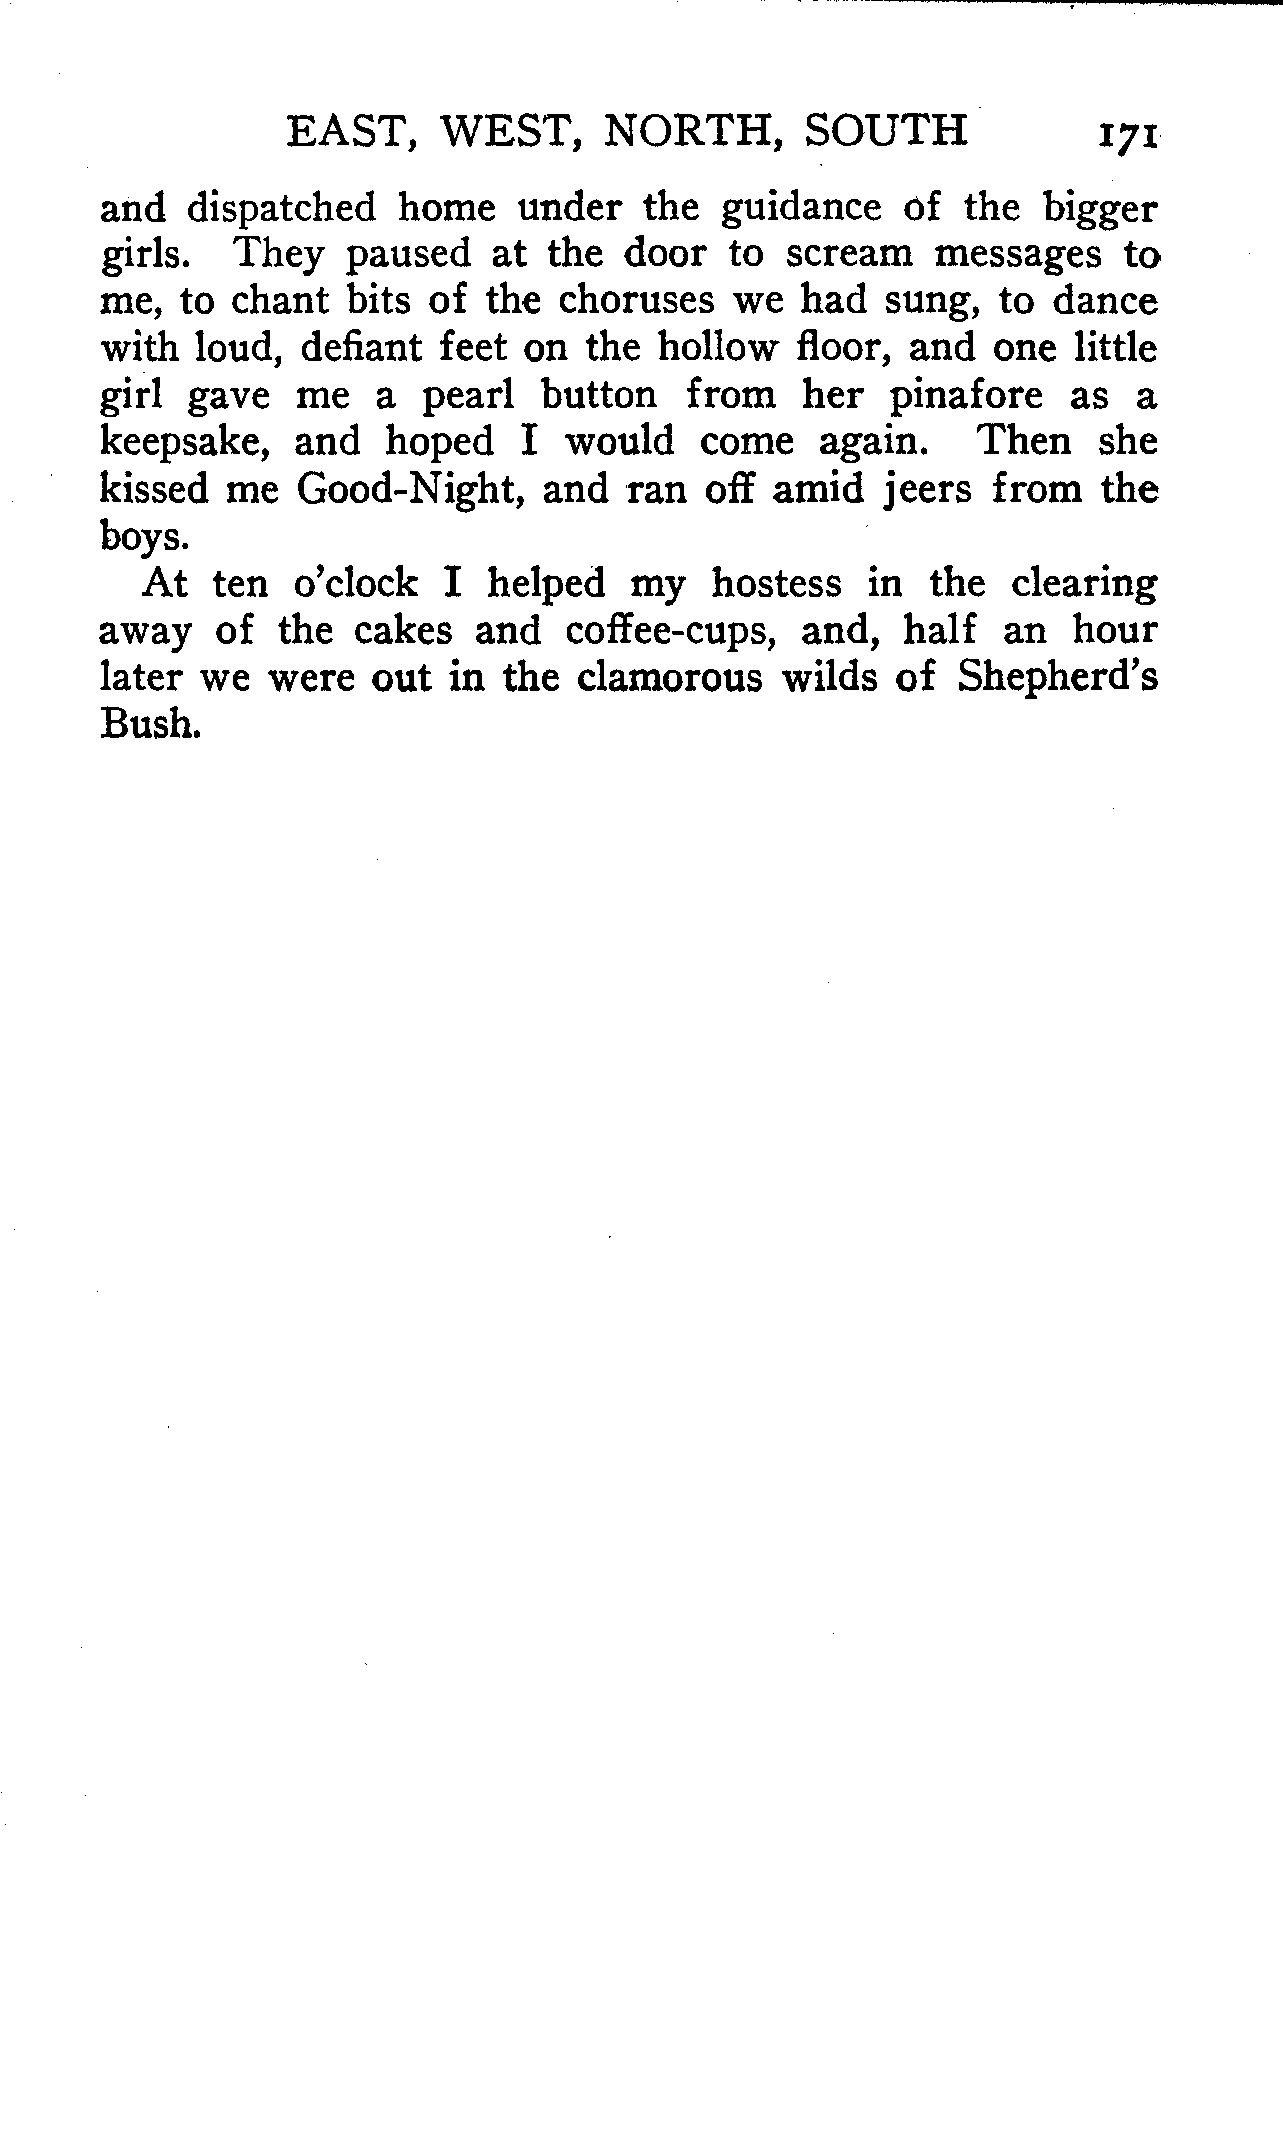 EAST, WEST, NORTH, SOUTH 171
and dispatched home under the guidance of the bigger
girls. They paused at the door to scream messages to
me, to chant bits of the choruses we had sung, to dance
with loud, defiant feet on the hollow floor, and one little
girl gave me a pearl button from her pinafore as a
keepsake, and hoped I would come again. Then she
kissed me Good-Night, and ran off amid jeers from the
boys.
At ten o'clock I helped my hostess in the clearing
away of the cakes and coffee-cups, and, half an hour
later we were out in the clamorous wilds of Shepherd's
Bush.